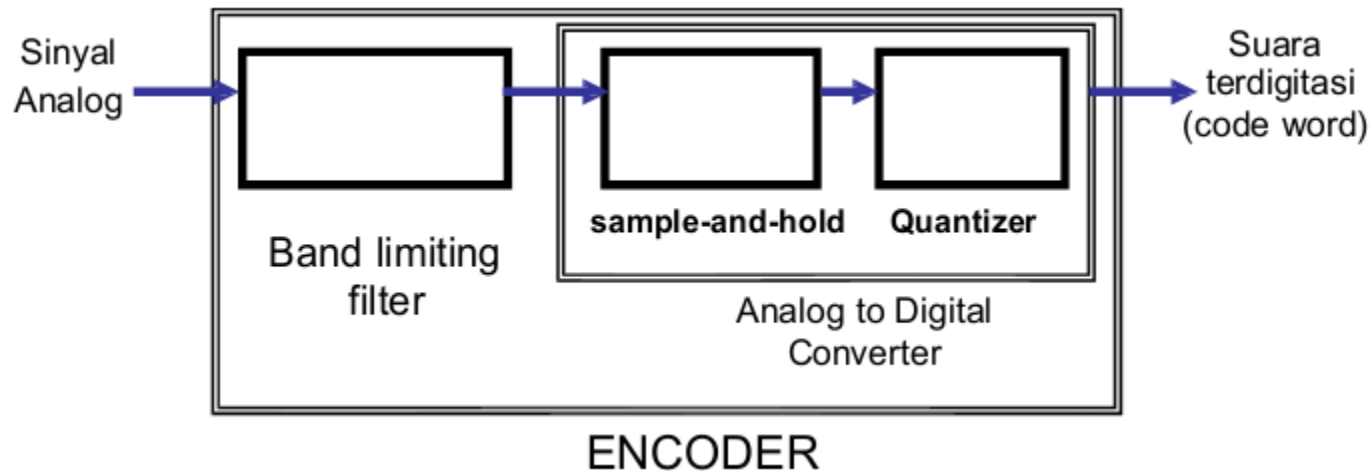 Sinyal
Analog
Band limiting
filter
sample-and-hold
Quantizer
Analog to Digital
Converter
Suara
terdigitasi
(code word)
ENCODER